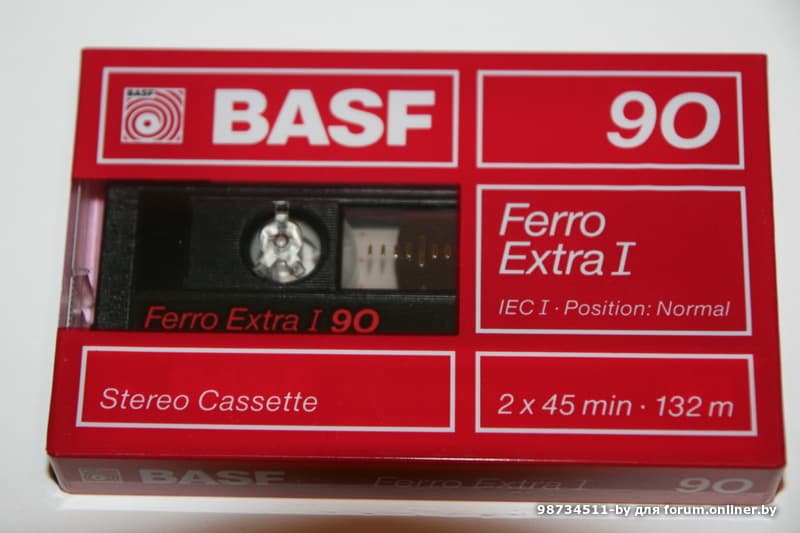 BASF
BASF
90
Ferro
Extra I
IEC I · Position: Normal
Ferro Extra I 90
Stereo Cassette
2 x 45 min · 132 m
BASF
Ferro Extra I
90
98734511-by для forum.onliner.by